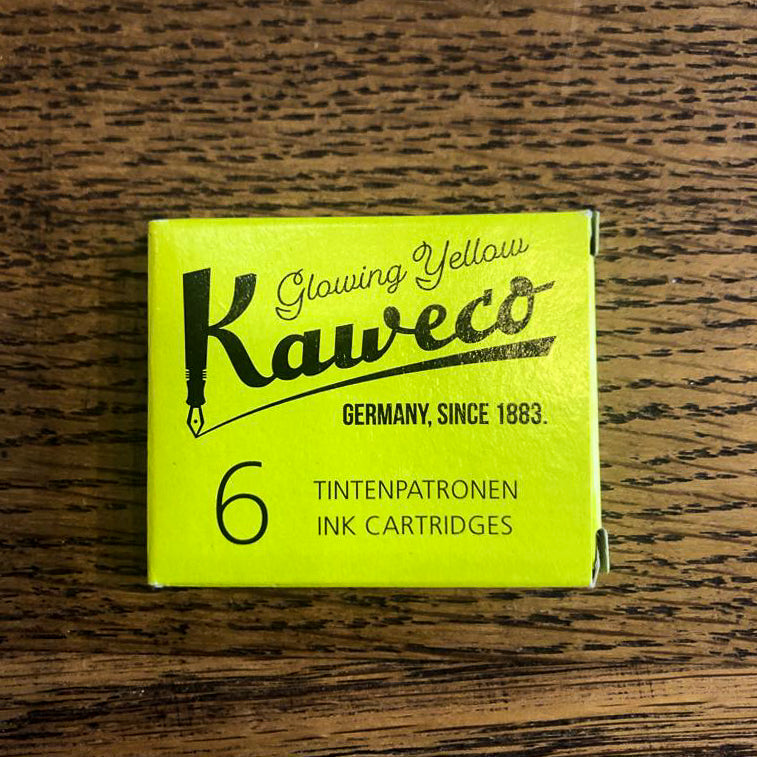 Glowing Yellow
Kaweco
GERMANY, SINCE 1883.
6
TINTENPATRONEN
INK CARTRIDGES